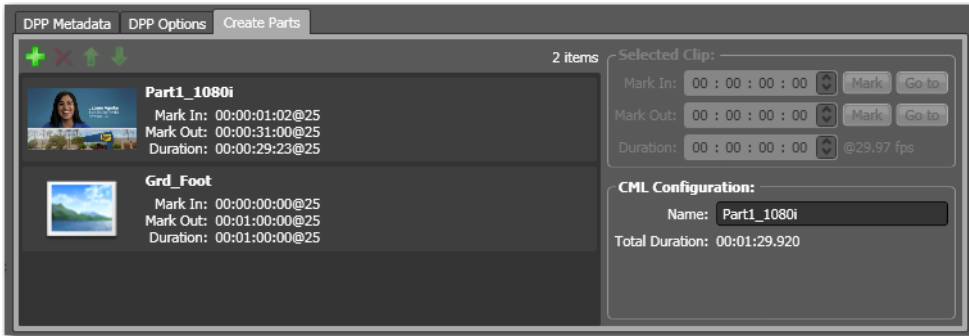 DPP Metadata DPP Options Create Parts
2 items
Part1_1080i
Mark In: 00:00:01:02@25
Mark Out: 00:00:31:00@25
Duration: 00:00:29:23@25
Grd_Foot
Mark In: 00:00:00:00@25
Mark Out: 00:01:00:00@25
Duration: 00:01:00:00@25
Selected Clip:
Mark In: 00 : 00 : 00 : 00 Mark Go to
Mark Out: 00 : 00 : 00 : 00 Mark Go to
Duration: 00 : 00 : 00 : 00 @29.97 fps
CML Configuration:
Name: Part1_1080i
Total Duration: 00:01:29.920